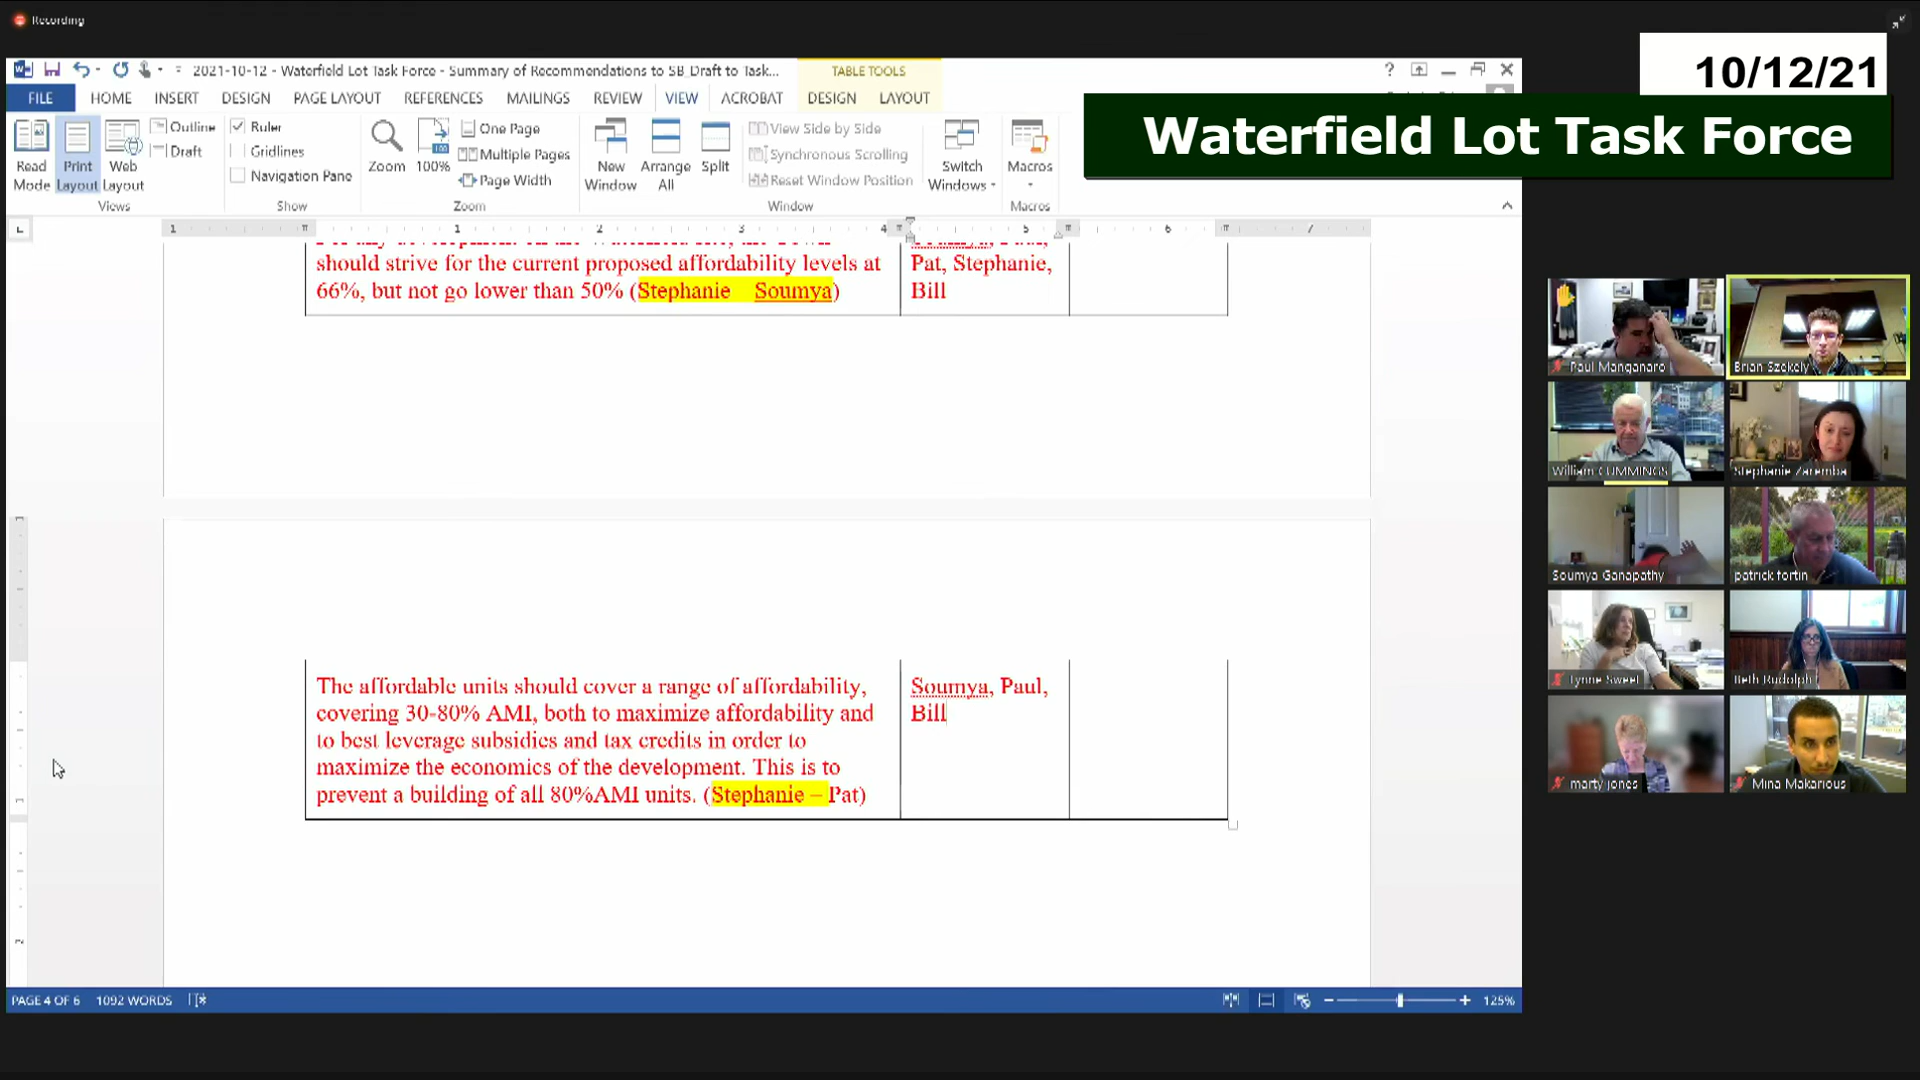 Recording
10/12/21
Waterfield Lot Task Force
2021-10-12 - Waterfield Lot Task Force - Summary of Recommendations to SB_Draft to Task...
TABLE TOOLS
FILE HOME INSERT DESIGN PAGE LAYOUT REFERENCES MAILINGS REVIEW VIEW ACROBAT DESIGN LAYOUT
Read Mode
Print Layout
Web Layout
Outline
Draft
Views
Ruler
Gridlines
Navigation Pane
Show
Zoom
100%
One Page
Multiple Pages
Page Width
Zoom
New Window
Arrange All
Split
View Side by Side
Synchronous Scrolling
Reset Window Position
Window
Switch Windows
Macros
Macros
1 1 2 3 4 5 6 7
should strive for the current proposed affordability levels at
66%, but not go lower than 50% (Stephanie Soumya)
Pat, Stephanie,
Bill
The affordable units should cover a range of affordability,
covering 30-80% AMI, both to maximize affordability and
to best leverage subsidies and tax credits in order to
maximize the economics of the development. This is to
prevent a building of all 80%AMI units. (Stephanie – Pat)
Soumya, Paul,
Bill
PAGE 4 OF 6 1092 WORDS
125%
Paul Manganaro
Brian Szekely
William CUMMINGS
Stephanie Zaremba
Soumya Ganapathy
patrick fortin
Lynne Sweet
Beth Rudolph
marty jones
Mina Makarious